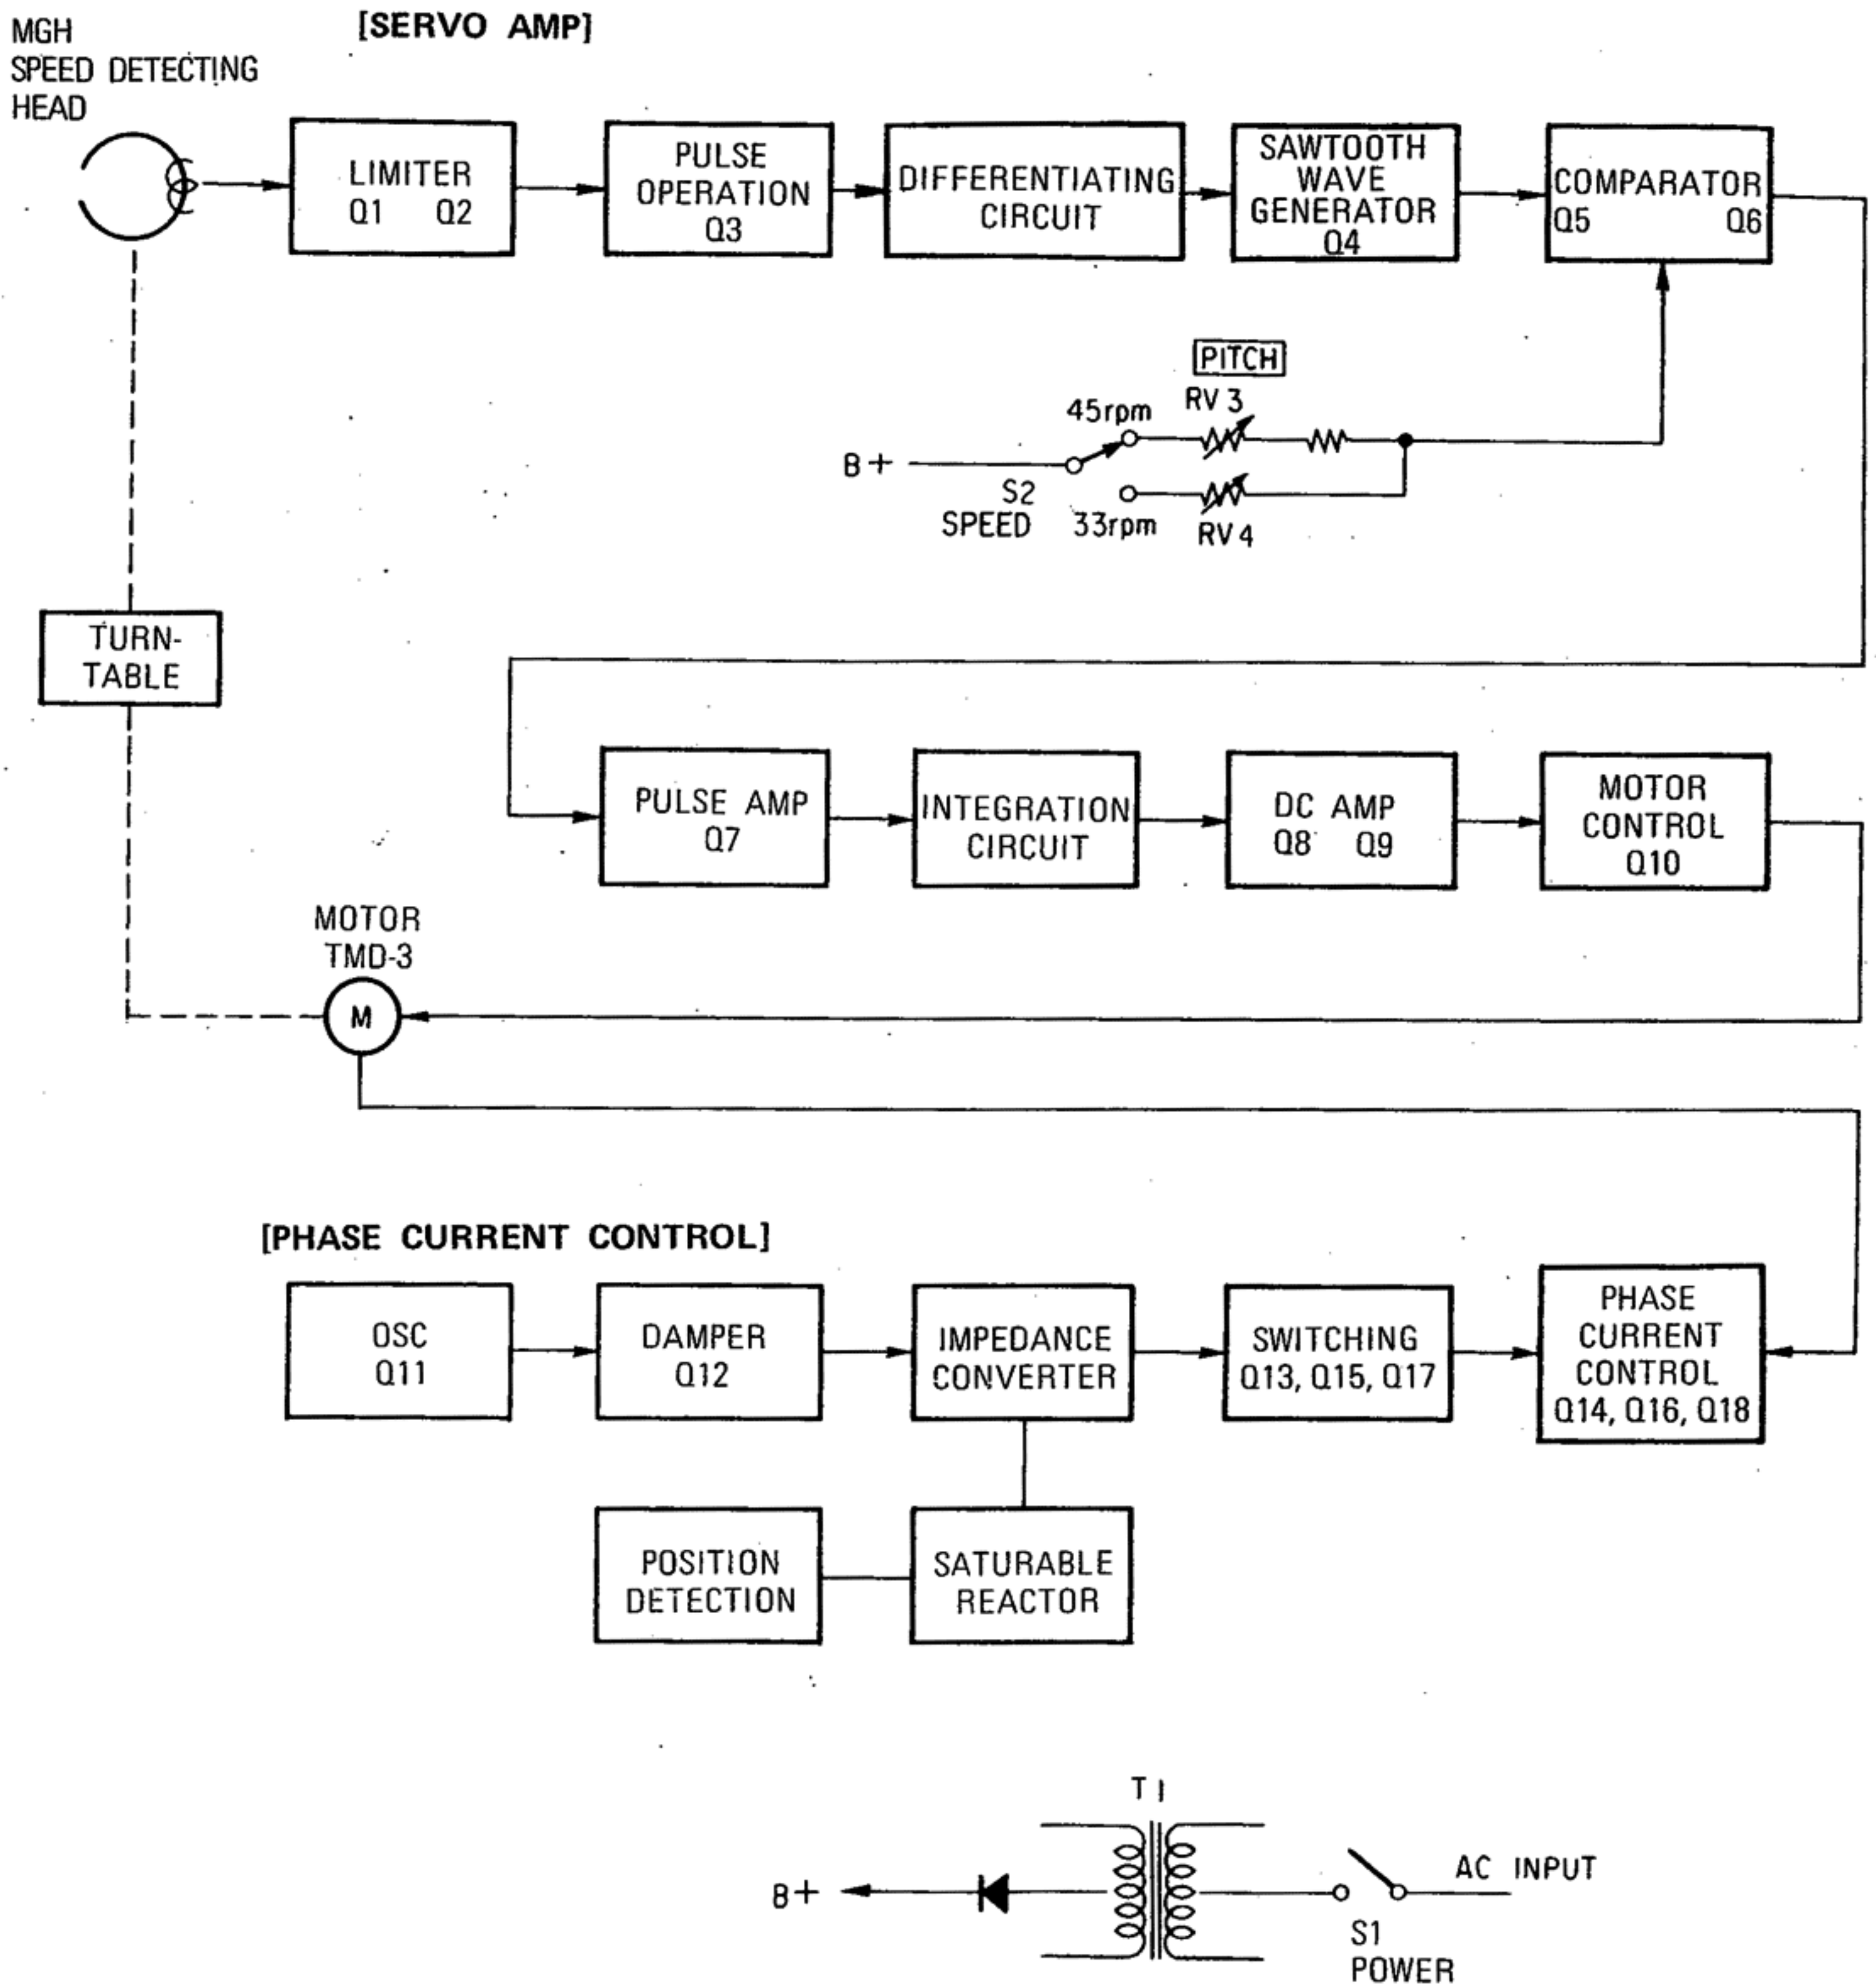 [SERVO AMP]
MGH
SPEED DETECTING
HEAD
LIMITER
Q1 Q2
PULSE
OPERATION
Q3
DIFFERENTIATING
CIRCUIT
SAWTOOTH
WAVE
GENERATOR
Q4
COMPARATOR
Q5 Q6
PITCH
RV 3
45rpm
B+
S2
SPEED
33rpm
RV4
TURN-
TABLE
PULSE AMP
Q7
INTEGRATION
CIRCUIT
DC AMP
Q8 Q9
MOTOR
CONTROL
Q10
MOTOR
TMD-3
M
[PHASE CURRENT CONTROL]
OSC
Q11
DAMPER
Q12
IMPEDANCE
CONVERTER
SWITCHING
Q13, Q15, Q17
PHASE
CURRENT
CONTROL
Q14, Q16, Q18
POSITION
DETECTION
SATURABLE
REACTOR
T1
B+
AC INPUT
S1
POWER